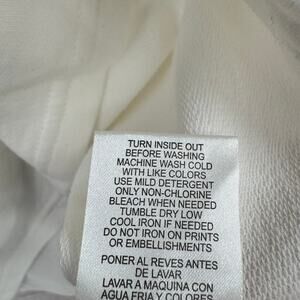 TURN INSIDE OUT
BEFORE WASHING
MACHINE WASH COLD
WITH LIKE COLORS
USE MILD DETERGENT
ONLY NON-CHLORINE
BLEACH WHEN NEEDED
TUMBLE DRY LOW
COOL IRON IF NEEDED
DO NOT IRON ON PRINTS
OR EMBELLISHMENTS
PONER AL REVES ANTES
DE LAVAR
LAVAR A MAQUINA CON
AGUA FRIA Y COLORES